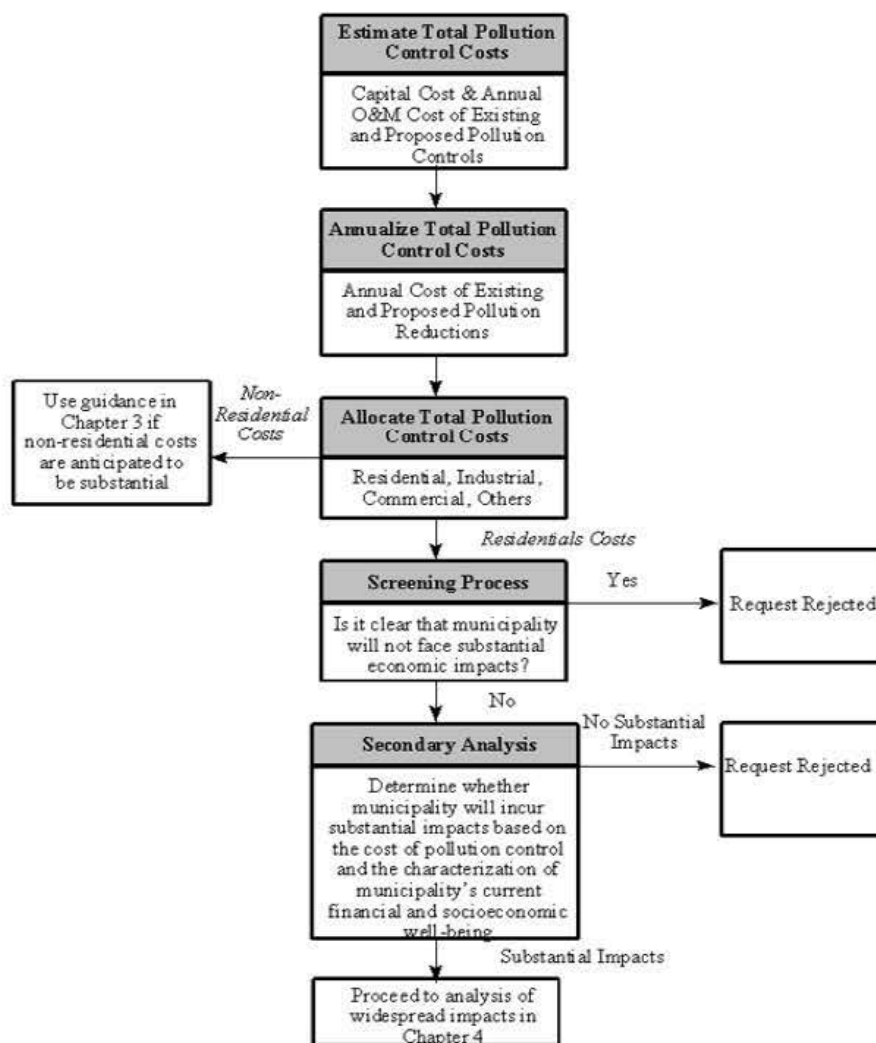 Estimate Total Pollution
Control Costs
Capital Cost & Annual
O&M Cost of Existing
and Proposed Pollution
Controls
Annualize Total Pollution
Control Costs
Annual Cost of Existing
and Proposed Pollution
Reductions
Non-
Residential
Costs
Use guidance in
Chapter 3 if
non-residential costs
are anticipated to
be substantial
Allocate Total Pollution
Control Costs
Residential, Industrial,
Commercial, Others
Residentials Costs
Screening Process
Is it clear that municipality
will not face substantial
economic impacts?
Yes
Request Rejected
No
Secondary Analysis
Determine whether
municipality will incur
substantial impacts based on
the cost of pollution control
and the characterization of
municipality's current
financial and socioeconomic
well-being
No Substantial
Impacts
Request Rejected
Substantial Impacts
Proceed to analysis of
widespread impacts in
Chapter 4